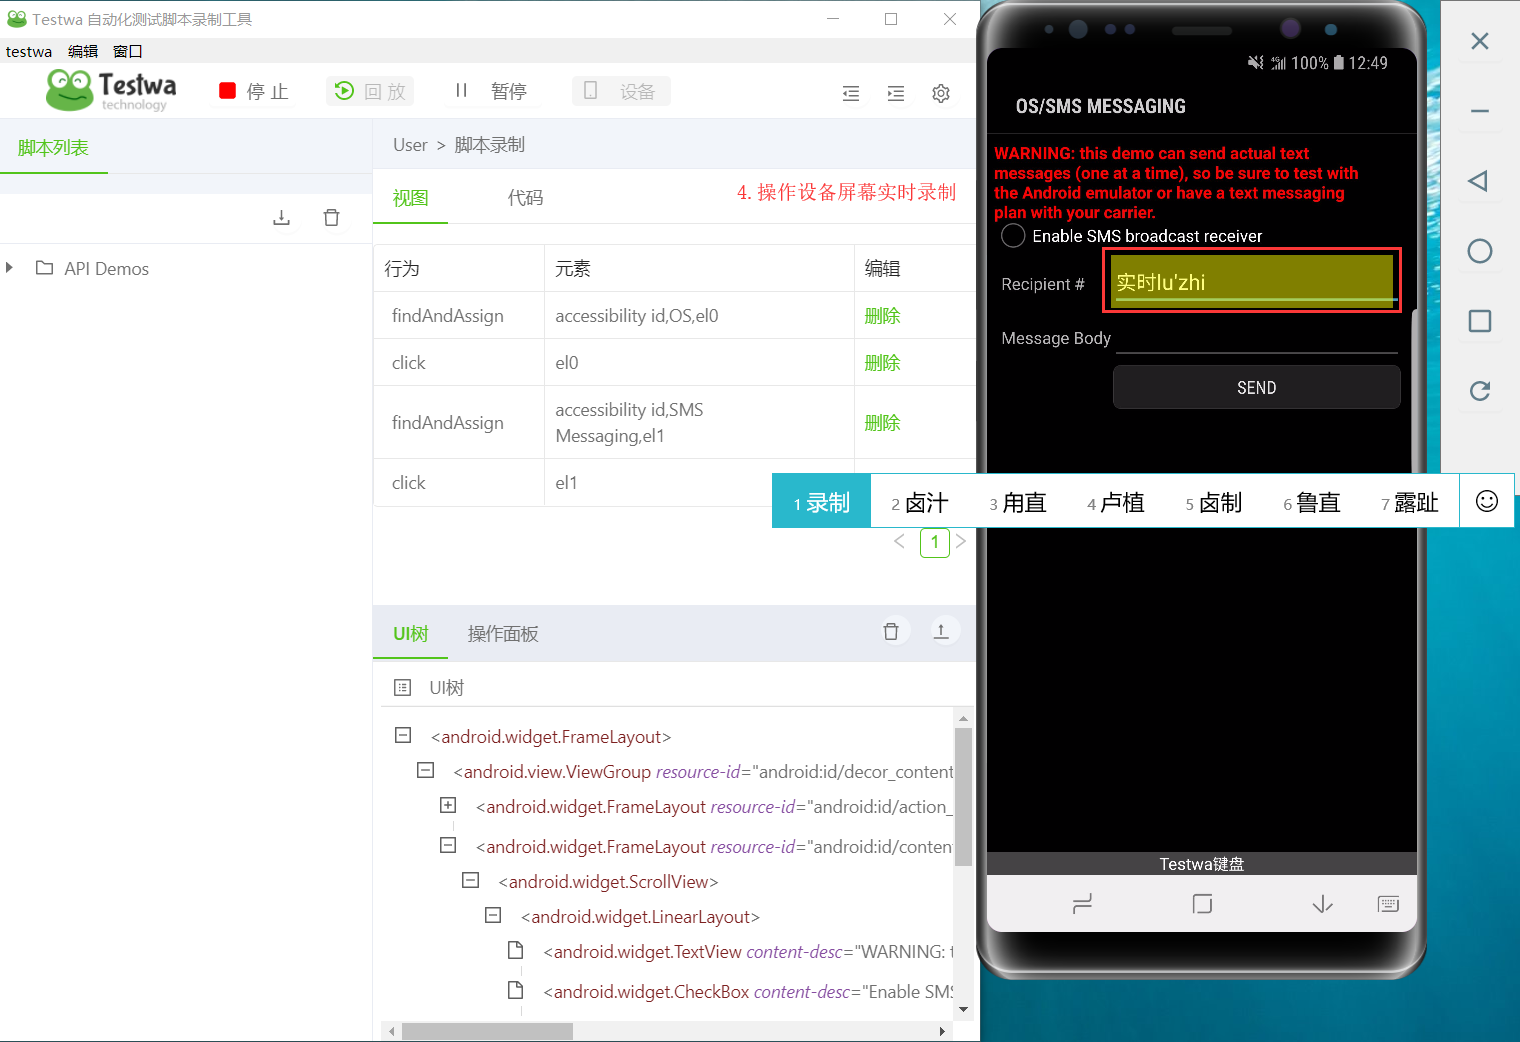 Testwa 自动化测试脚本录制工具
testwa 编辑 窗口
Testwa
technology
停 止
回 放
暂停
设备
脚本列表
API Demos
User > 脚本录制
视图
代码
4. 操作设备屏幕实时录制
行为 元素 编辑
findAndAssign accessibility id,OS,el0 删除
click el0 删除
findAndAssign accessibility id,SMS
Messaging,el1 删除
click el1
< 1 >
UI树
操作面板
UI树
<android.widget.FrameLayout>
<android.view.ViewGroup resource-id="android:id/decor_content
<android.widget.FrameLayout resource-id="android:id/action_
<android.widget.FrameLayout resource-id="android:id/conten
<android.widget.ScrollView>
<android.widget.LinearLayout>
<android.widget.TextView content-desc="WARNING: t
<android.widget.CheckBox content-desc="Enable SMS
4G 100% 12:49
OS/SMS MESSAGING
WARNING: this demo can send actual text
messages (one at a time), so be sure to test with
the Android emulator or have a text messaging
plan with your carrier.
Enable SMS broadcast receiver
Recipient # 实时lu'zhi
Message Body
SEND
1 录制 2 卤汁 3 甪直 4 卢植 5 卤制 6 鲁直 7 露趾
Testwa键盘